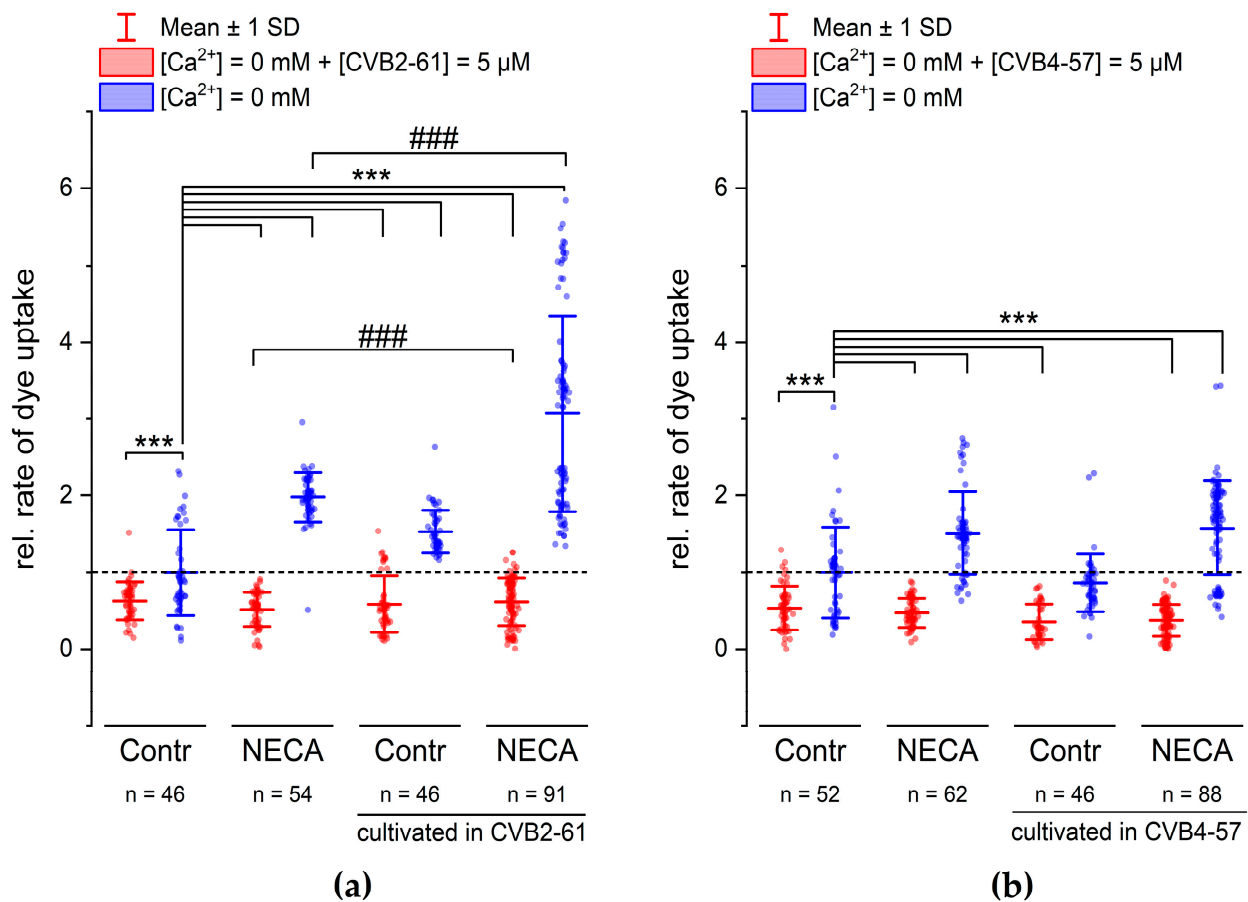 Mean ± 1 SD
[Ca²⁺] = 0 mM + [CVB2-61] = 5 µM
[Ca²⁺] = 0 mM
rel. rate of dye uptake
6
4
2
0
###
***
###
***
Contr NECA Contr NECA
n = 46 n = 54 n = 46 n = 91
cultivated in CVB2-61
(a)
Mean ± 1 SD
[Ca²⁺] = 0 mM + [CVB4-57] = 5 µM
[Ca²⁺] = 0 mM
rel. rate of dye uptake
6
4
2
0
***
***
Contr NECA Contr NECA
n = 52 n = 62 n = 46 n = 88
cultivated in CVB4-57
(b)